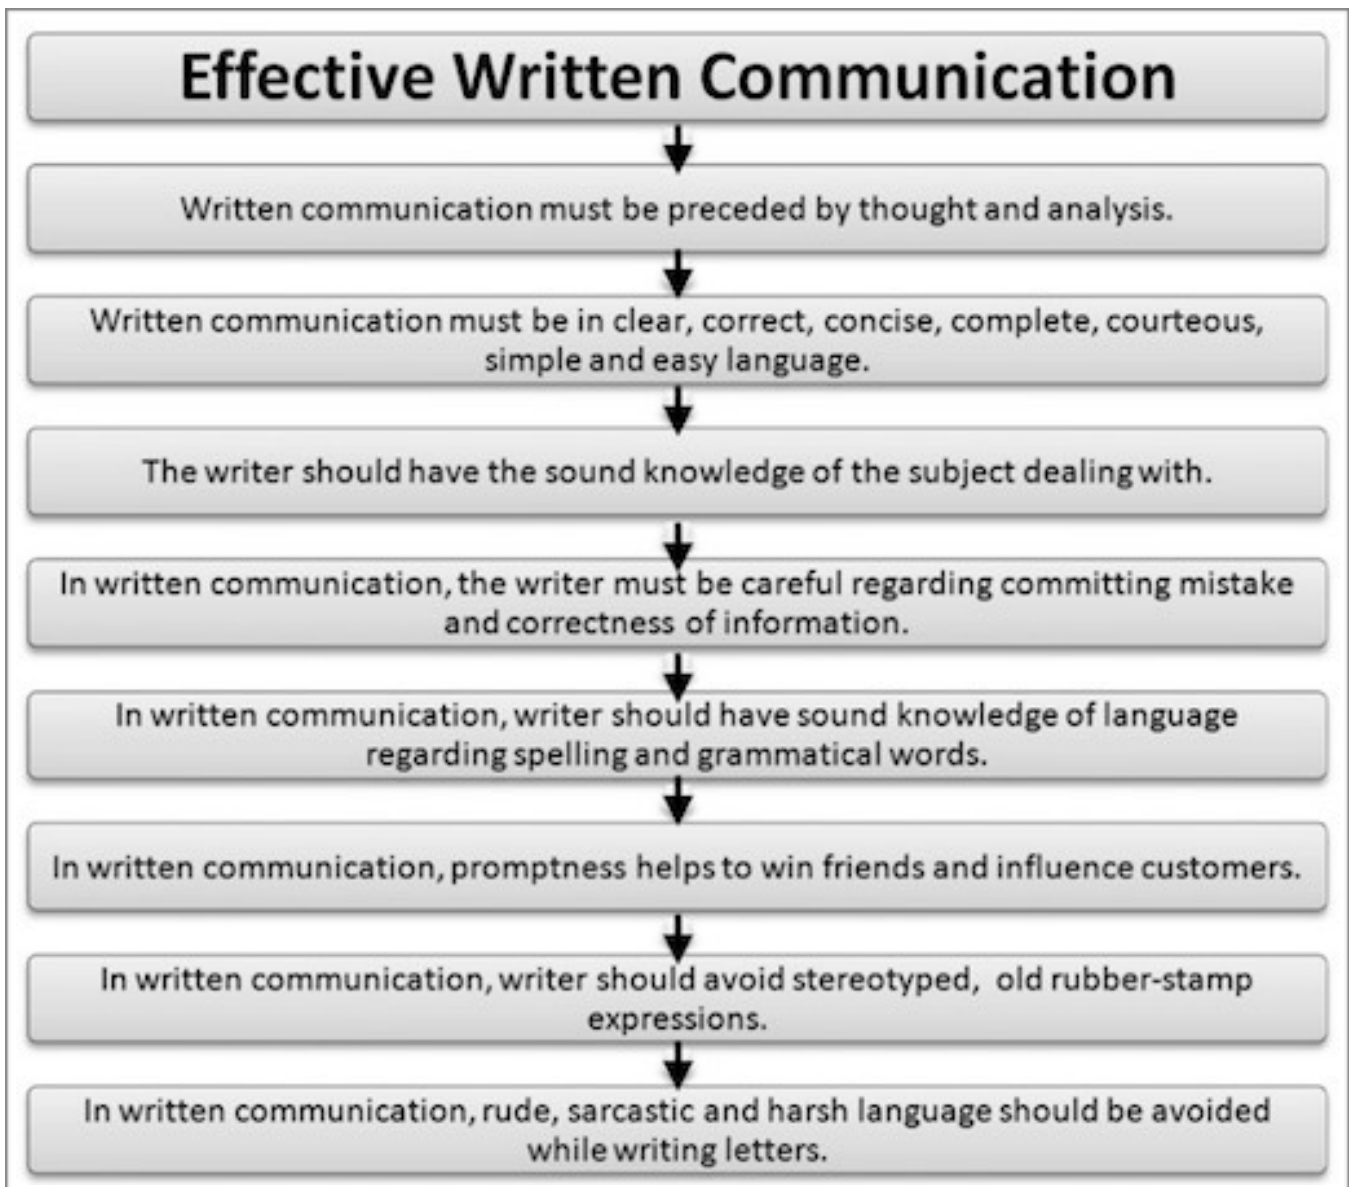 Effective Written Communication
Written communication must be preceded by thought and analysis.
Written communication must be in clear, correct, concise, complete, courteous,
simple and easy language.
The writer should have the sound knowledge of the subject dealing with.
In written communication, the writer must be careful regarding committing mistake
and correctness of information.
In written communication, writer should have sound knowledge of language
regarding spelling and grammatical words.
In written communication, promptness helps to win friends and influence customers.
In written communication, writer should avoid stereotyped, old rubber-stamp
expressions.
In written communication, rude, sarcastic and harsh language should be avoided
while writing letters.